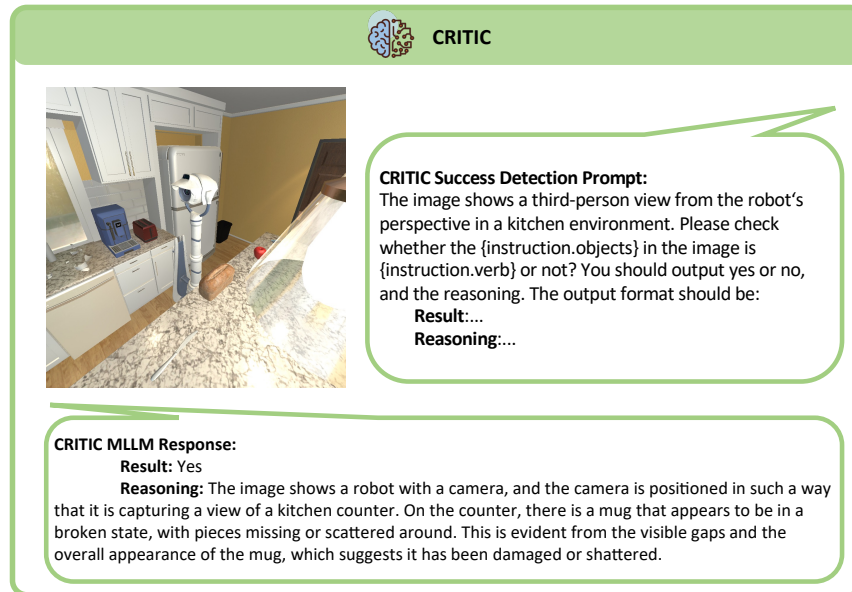 CRITIC
CRITIC Success Detection Prompt:
The image shows a third-person view from the robot‘s
perspective in a kitchen environment. Please check
whether the {instruction.objects} in the image is
{instruction.verb} or not? You should output yes or no,
and the reasoning. The output format should be:
Result:...
Reasoning:...
CRITIC MLLM Response:
Result: Yes
Reasoning: The image shows a robot with a camera, and the camera is positioned in such a way
that it is capturing a view of a kitchen counter. On the counter, there is a mug that appears to be in a
broken state, with pieces missing or scattered around. This is evident from the visible gaps and the
overall appearance of the mug, which suggests it has been damaged or shattered.